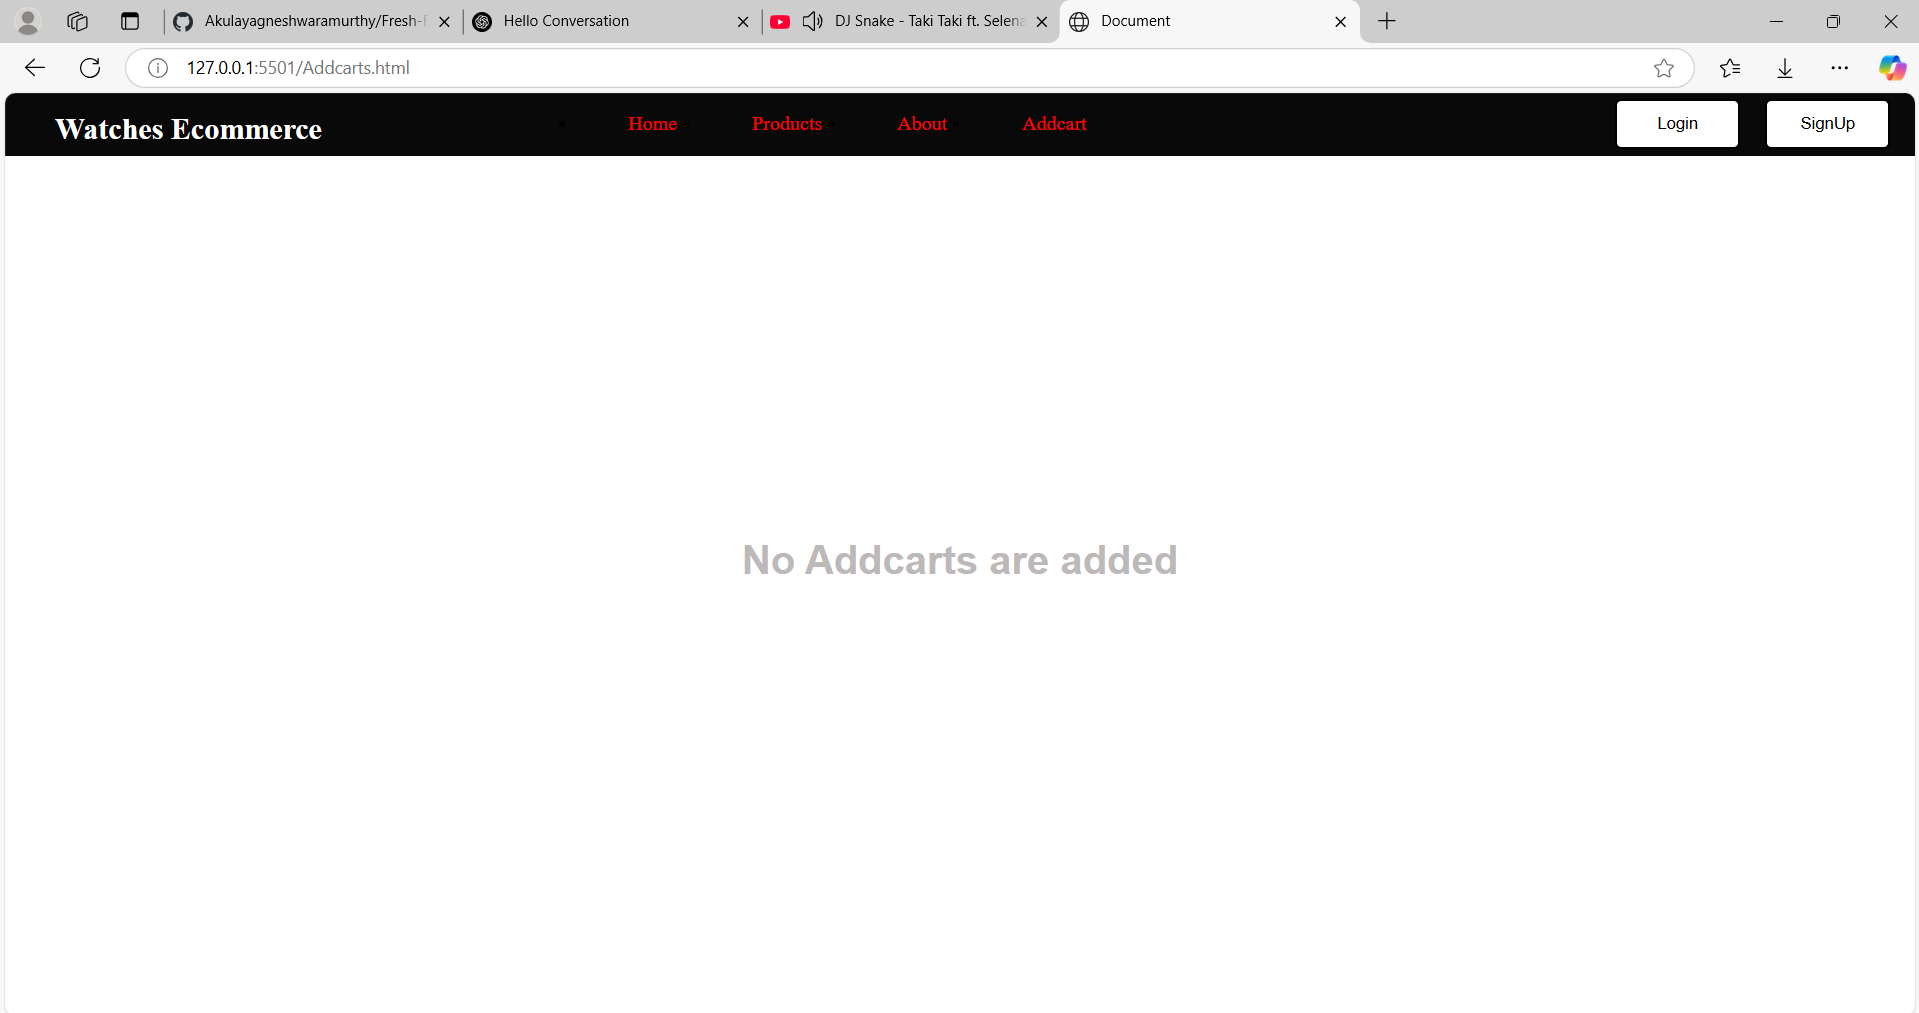 Akulayagneshwaramurthy/Fresh-
Hello Conversation
DJ Snake - Taki Taki ft. Selena
Document
127.0.0.1:5501/Addcarts.html
Watches Ecommerce
Home
Products
About
Addcart
Login
SignUp
No Addcarts are added